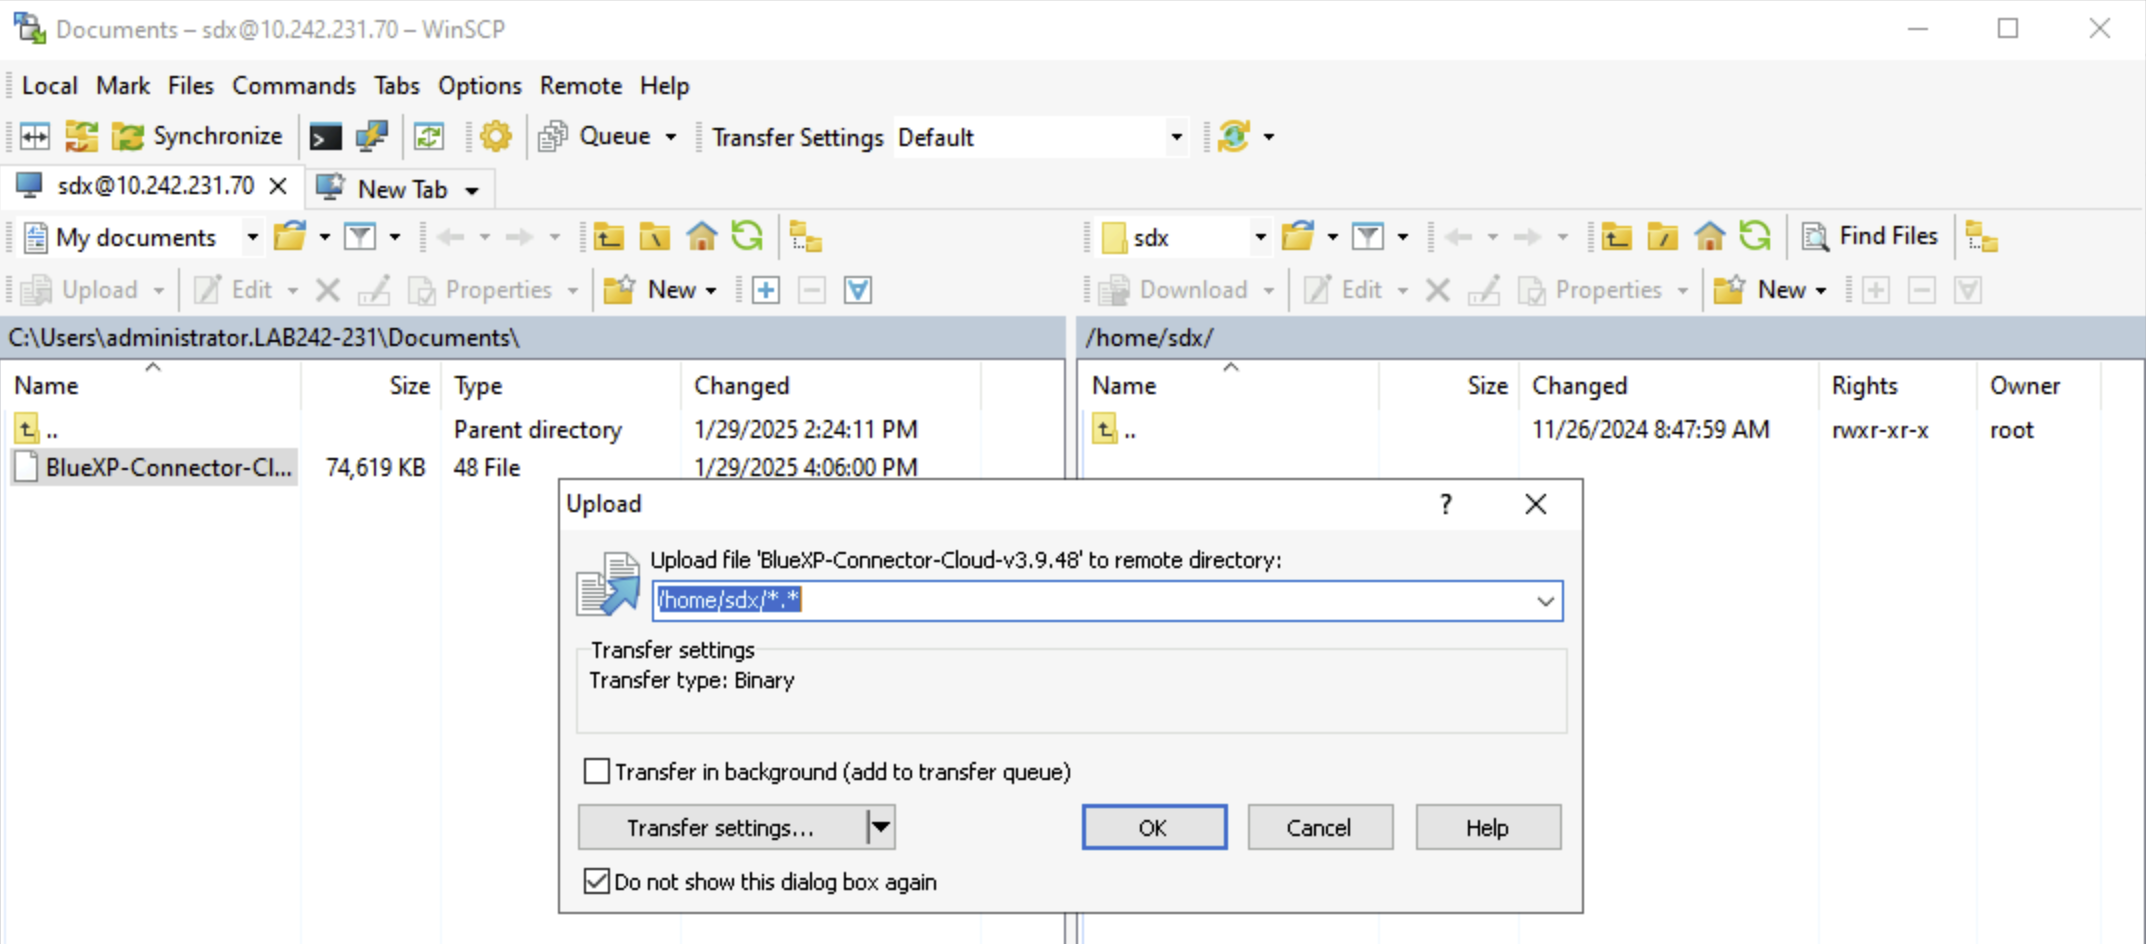 Documents – sdx@10.242.231.70 – WinSCP
Local Mark Files Commands Tabs Options Remote Help
Synchronize Queue Transfer Settings Default
sdx@10.242.231.70 New Tab
My documents
sdx Find Files
Upload Edit Properties New
Download Edit Properties New
C:\Users\administrator.LAB242-231\Documents\
/home/sdx/
Name Size Type Changed
.. Parent directory 1/29/2025 2:24:11 PM
BlueXP-Connector-Cl... 74,619 KB 48 File 1/29/2025 4:06:00 PM
Name Size Changed Rights Owner
.. 11/26/2024 8:47:59 AM rwxr-xr-x root
Upload ?
Upload file 'BlueXP-Connector-Cloud-v3.9.48' to remote directory:
/home/sdx/*.*
Transfer settings
Transfer type: Binary
Transfer in background (add to transfer queue)
Transfer settings... OK Cancel Help
Do not show this dialog box again